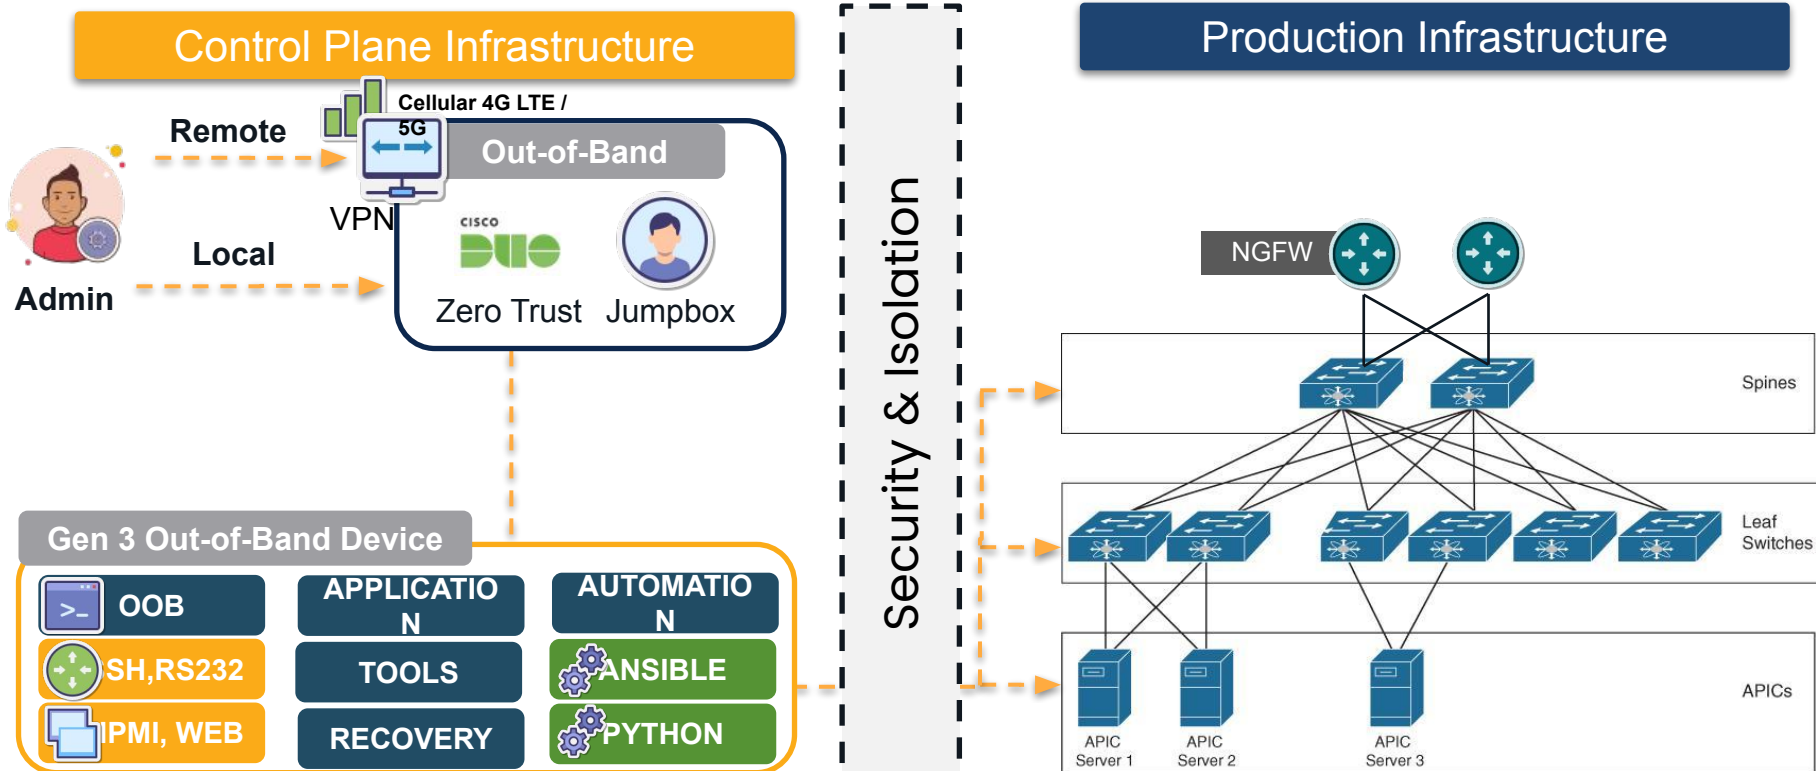 Control Plane Infrastructure
Production Infrastructure
Cellular 4G LTE /
5G
Remote
Out-of-Band
VPN
CISCO
DUO
Local
Admin
Zero Trust
Jumpbox
Security & Isolation
NGFW
Spines
Leaf
Switches
APICs
APIC
Server 1
APIC
Server 2
APIC
Server 3
Gen 3 Out-of-Band Device
>_
OOB
APPLICATIO
N
AUTOMATIO
N
SH,RS232
TOOLS
ANSIBLE
IPMI, WEB
RECOVERY
PYTHON